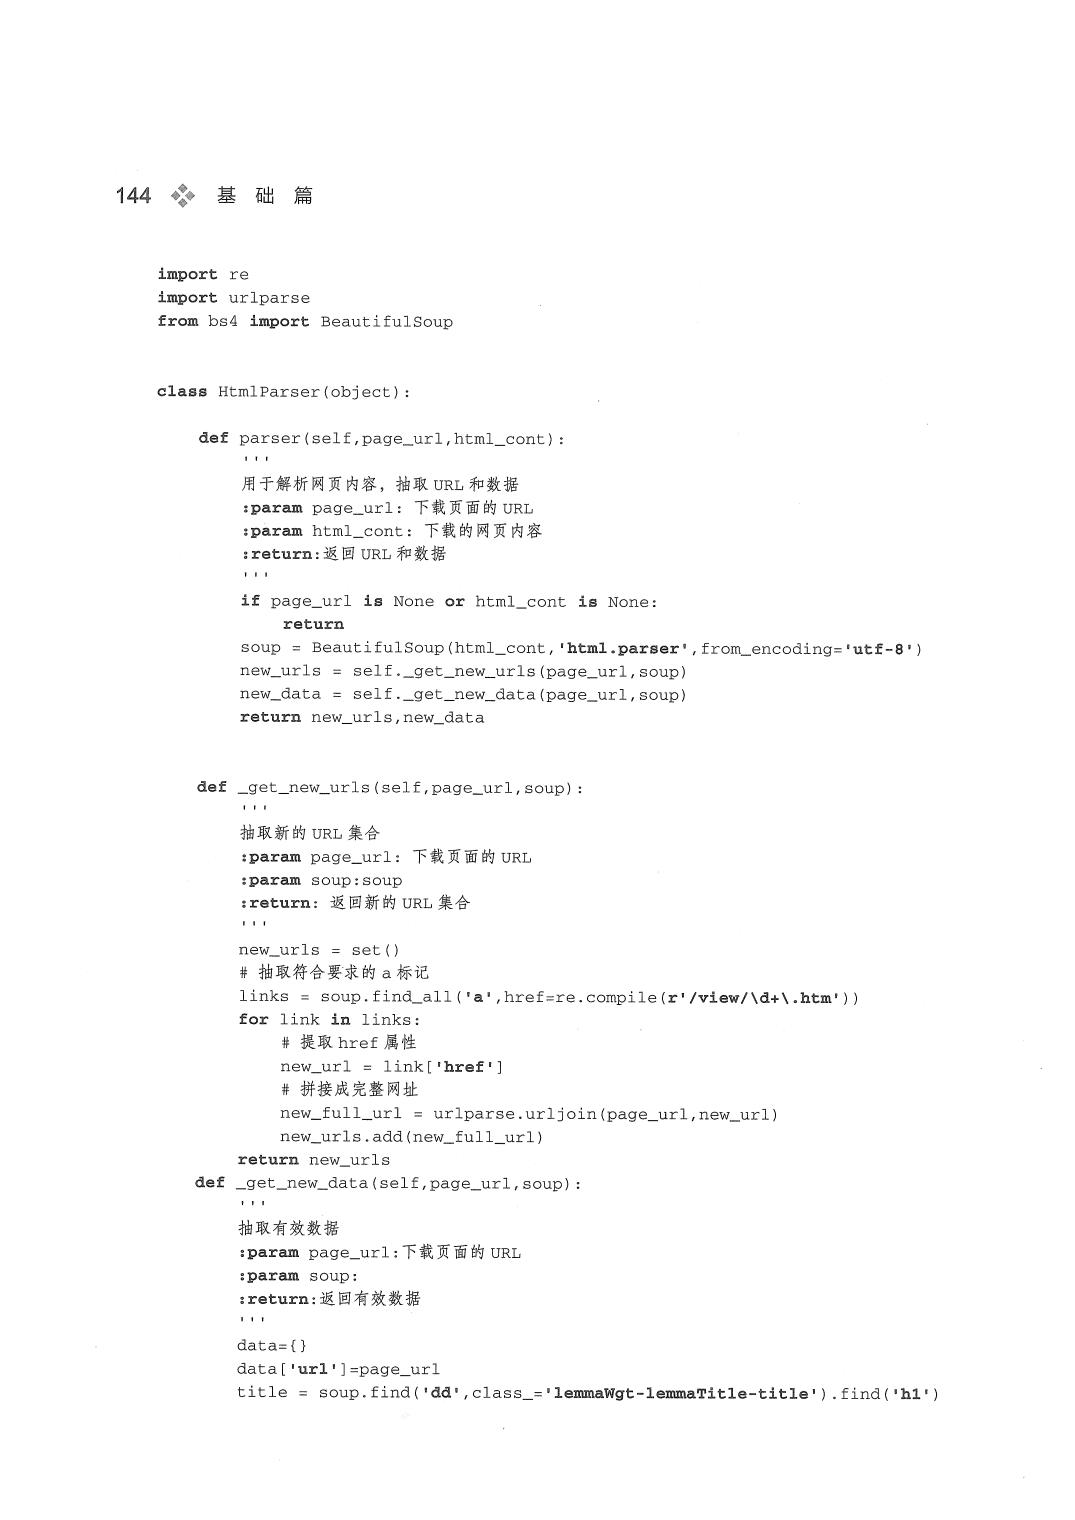 144 基 础 篇
import re
import urlparse
from bs4 import BeautifulSoup
class HtmlParser(object):
    def parser(self,page_url,html_cont):
        '''
        用于解析网页内容，抽取 URL 和数据
        :param page_url: 下载页面的 URL
        :param html_cont: 下载的网页内容
        :return:返回 URL 和数据
        '''
        if page_url is None or html_cont is None:
            return
        soup = BeautifulSoup(html_cont,'html.parser',from_encoding='utf-8')
        new_urls = self._get_new_urls(page_url,soup)
        new_data = self._get_new_data(page_url,soup)
        return new_urls,new_data
    def _get_new_urls(self,page_url,soup):
        '''
        抽取新的 URL 集合
        :param page_url: 下载页面的 URL
        :param soup:soup
        :return: 返回新的 URL 集合
        '''
        new_urls = set()
        # 抽取符合要求的 a 标记
        links = soup.find_all('a',href=re.compile(r'/view/\d+\.htm'))
        for link in links:
            # 提取 href 属性
            new_url = link['href']
            # 拼接成完整网址
            new_full_url = urlparse.urljoin(page_url,new_url)
            new_urls.add(new_full_url)
        return new_urls
    def _get_new_data(self,page_url,soup):
        '''
        抽取有效数据
        :param page_url:下载页面的 URL
        :param soup:
        :return:返回有效数据
        '''
        data={}
        data['url']=page_url
        title = soup.find('dd',class_='lemmaWgt-lemmaTitle-title').find('h1')